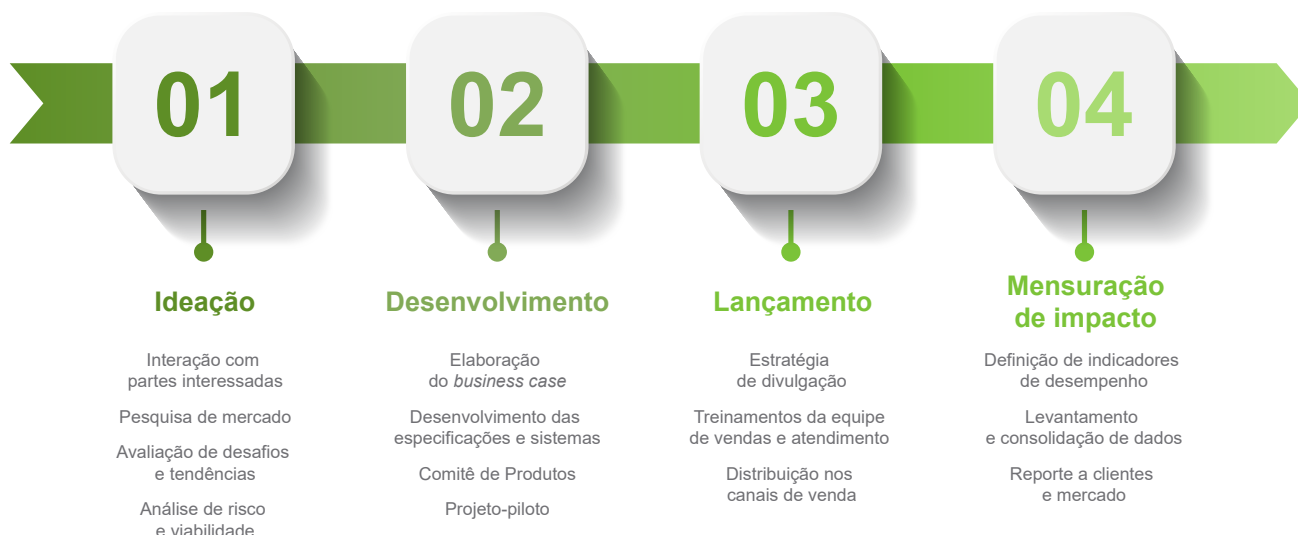 01
02
03
04
Ideação
Interação com
partes interessadas
Pesquisa de mercado
Avaliação de desafios
e tendências
Análise de risco
e viabilidade
Desenvolvimento
Elaboração
do business case
Desenvolvimento das
especificações e sistemas
Comitê de Produtos
Projeto-piloto
Lançamento
Estratégia
de divulgação
Treinamentos da equipe
de vendas e atendimento
Distribuição nos
canais de venda
Mensuração
de impacto
Definição de indicadores
de desempenho
Levantamento
e consolidação de dados
Reporte a clientes
e mercado